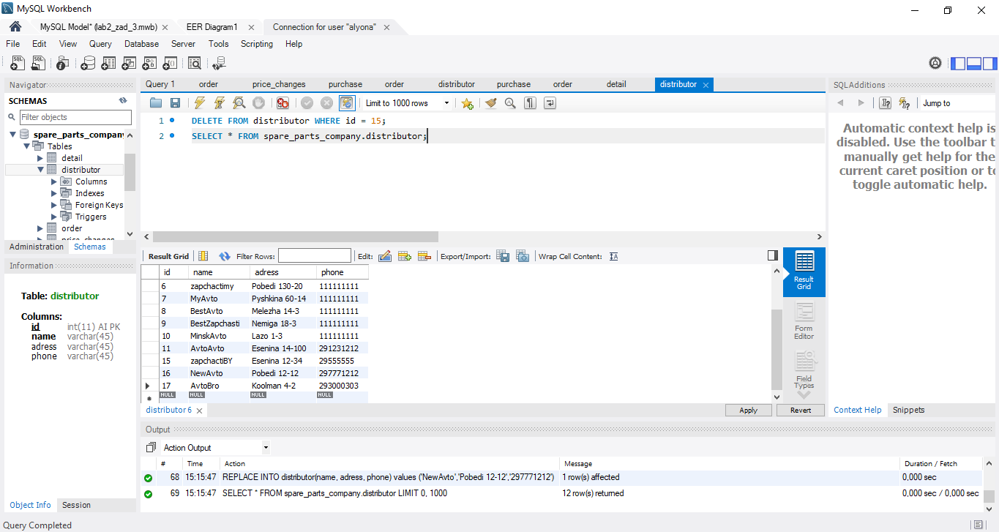 MySQL Workbench
MySQL Model* (lab2_zad_3.mwb)
EER Diagram1
Connection for user "alyona"
File Edit View Query Database Server Tools Scripting Help
Navigator
SCHEMAS
Filter objects
spare_parts_company
Tables
detail
distributor
Columns
Indexes
Foreign Keys
Triggers
order
price_changes
Administration Schemas
Information
Table: distributor
Columns:
id int(11) AI PK
name varchar(45)
adress varchar(45)
phone varchar(45)
Object Info Session
Query 1 order price_changes purchase order distributor purchase order detail distributor
Limit to 1000 rows
1 DELETE FROM distributor WHERE id = 15;
2 SELECT * FROM spare_parts_company.distributor;
Result Grid Filter Rows: Edit: Export/Import: Wrap Cell Content:
id name adress phone
6 zapchactimy Pobedi 130-20 111111111
7 MyAvto Pyshkina 60-14 111111111
8 BestAvto Melezha 14-3 111111111
9 BestZapchasti Nemiga 18-3 111111111
10 MinskAvto Lazo 1-3 111111111
11 AvtoAvto Esenina 14-100 291231212
15 zapchactiBY Esenina 12-34 29555555
16 NewAvto Pobedi 12-12 297771212
17 AvtoBro Koolman 4-2 293000303
NULL NULL NULL NULL
Result
Grid
Form
Editor
Field
Types
distributor 6
Apply Revert
SQLAdditions
Jump to
Automatic context help is
disabled. Use the toolbar t
manually get help for the
current caret position or to
toggle automatic help.
Context Help Snippets
Output
Action Output
# Time Action Message Duration / Fetch
68 15:15:47 REPLACE INTO distributor(name, adress, phone) values ('NewAvto','Pobedi 12-12','297771212') 1 row(s) affected 0,000 sec
69 15:15:47 SELECT * FROM spare_parts_company.distributor LIMIT 0, 1000 12 row(s) returned 0,000 sec / 0,000 sec
Query Completed